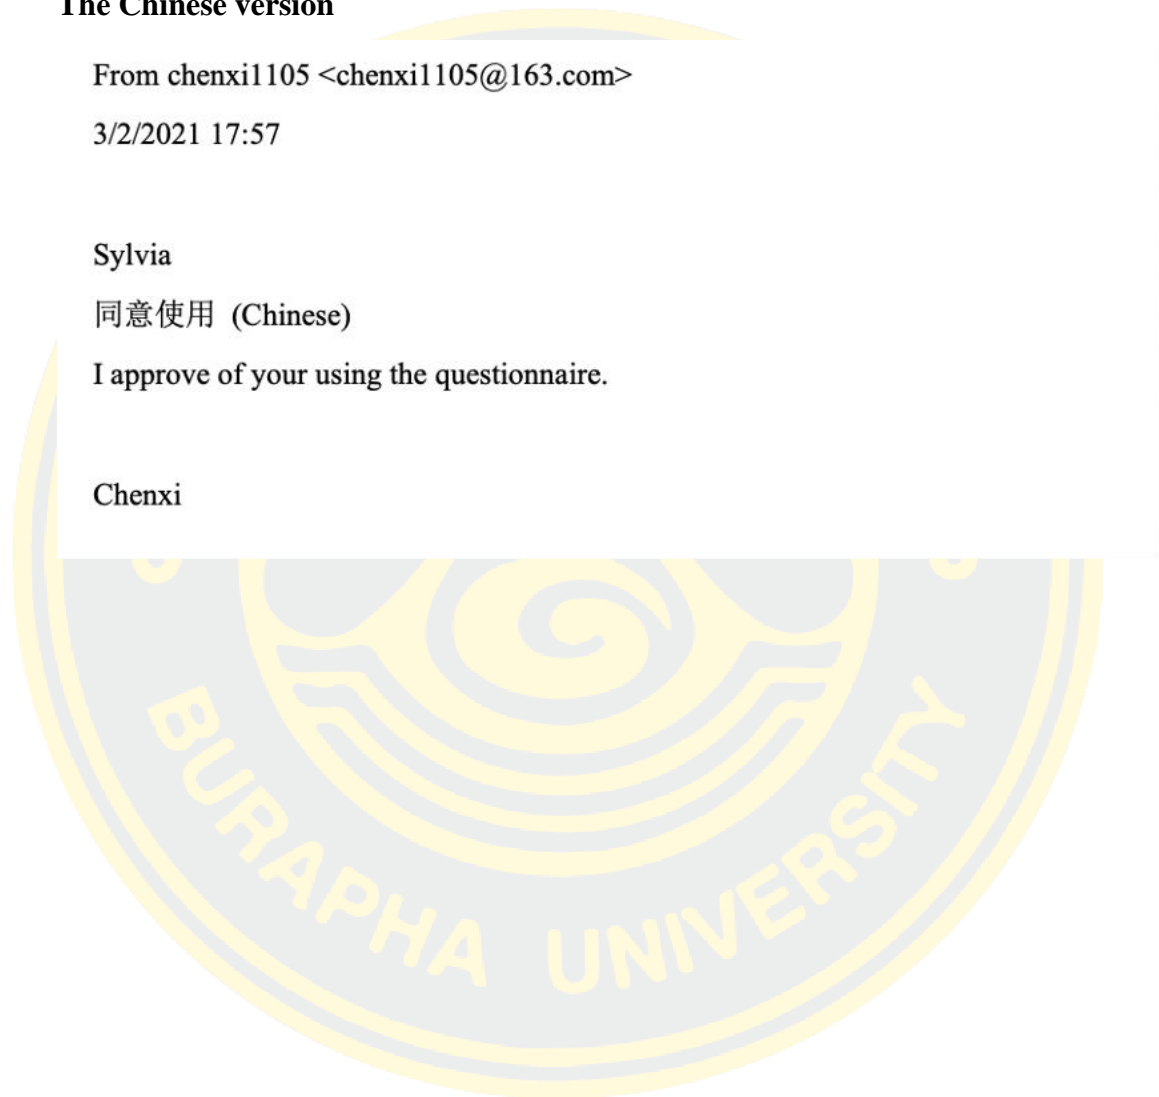 The Chinese version
From chenxi1105 <chenxi1105@163.com>
3/2/2021 17:57
Sylvia
同意使用 (Chinese)
I approve of your using the questionnaire.
Chenxi
BURAPHA UNIVERSITY